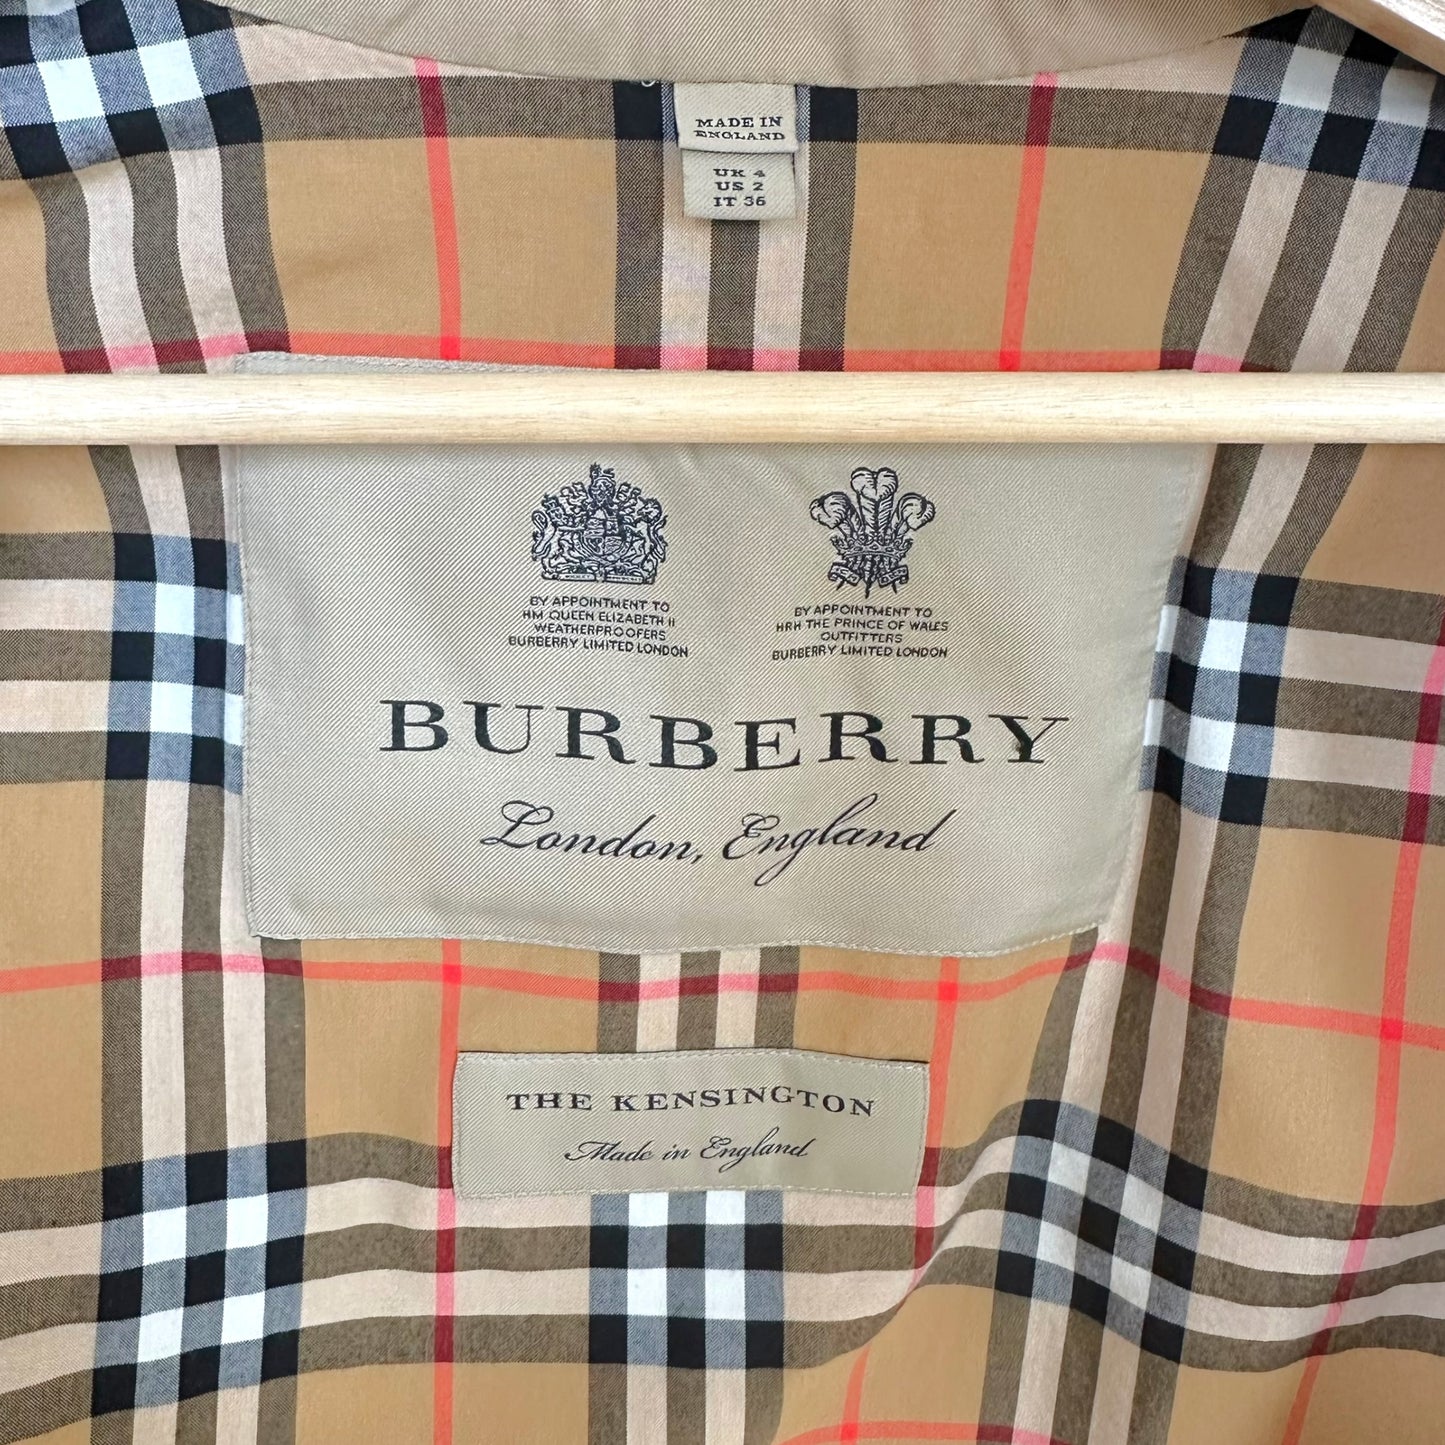 MADE IN
ENGLAND
UK 4
US 2
IT 36
BY APPOINTMENT TO
HM QUEEN ELIZABETH II
WEATHERPROOFERS
BURBERRY LIMITED LONDON
BY APPOINTMENT TO
HRH THE PRINCE OF WALES
OUTFITTERS
BURBERRY LIMITED LONDON
BURBERRY
London, England
THE KENSINGTON
Made in England